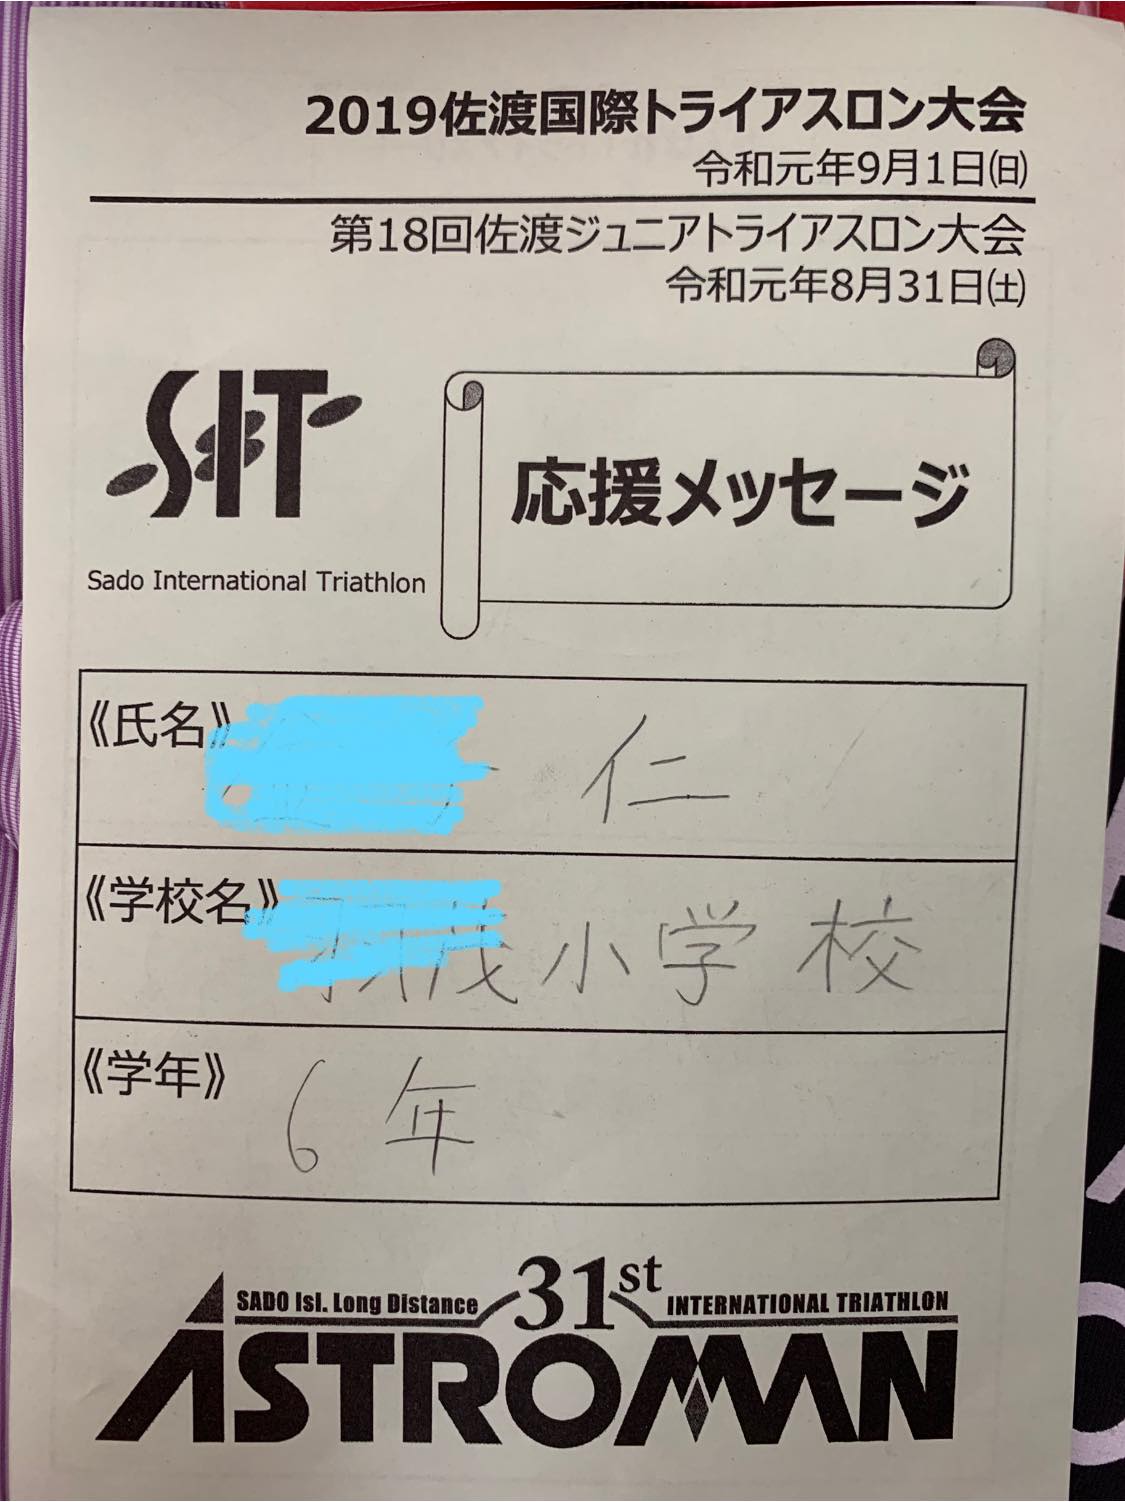 2019佐渡国際トライアスロン大会
令和元年9月1日㈰
第18回佐渡ジュニアトライアスロン大会
令和元年8月31日㈯
SIT
Sado International Triathlon
応援メッセージ
《氏名》 仁
《学校名》 小学校
《学年》 6年
31st
SADO Isl. Long Distance INTERNATIONAL TRIATHLON
ASTROMAN